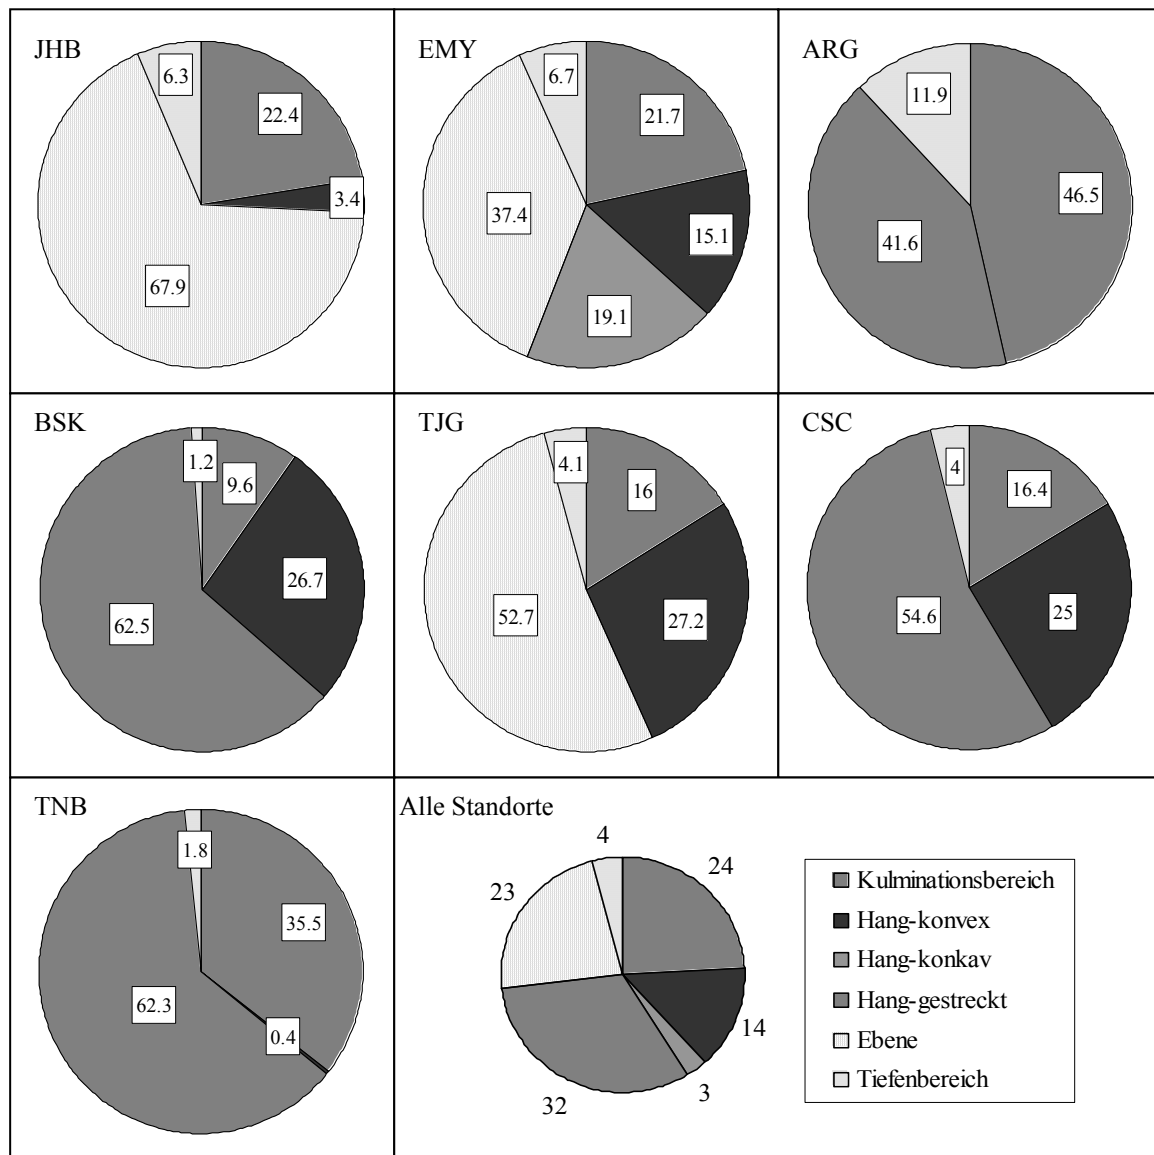 JHB
6.3
22.4
3.4
67.9
EMY
6.7
21.7
37.4
15.1
19.1
ARG
11.9
46.5
41.6
BSK
1.2
9.6
26.7
62.5
TJG
4.1
16
52.7
27.2
CSC
4
16.4
54.6
25
TNB
1.8
35.5
62.3
0.4
Alle Standorte
4
24
23
14
3
32
Kulminationsbereich
Hang-konvex
Hang-konkav
Hang-gestreckt
Ebene
Tiefenbereich